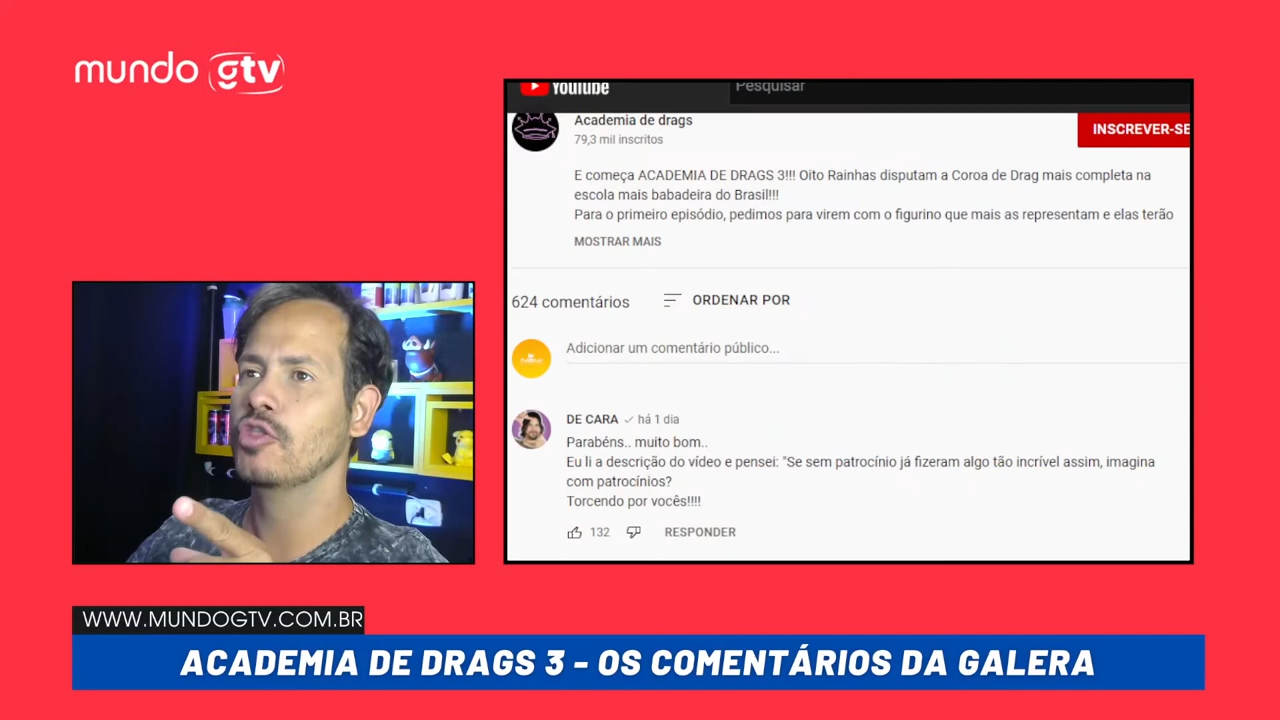 mundo gtv
YouTube
Pesquisar
Academia de drags
79,3 mil inscritos
INSCREVER-SE
E começa ACADEMIA DE DRAGS 3!!! Oito Rainhas disputam a Coroa de Drag mais completa na
escola mais babadeira do Brasil!!!
Para o primeiro episódio, pedimos para virem com o figurino que mais as representam e elas terão
MOSTRAR MAIS
624 comentários
ORDENAR POR
Adicionar um comentário público...
DE CARA há 1 dia
Parabéns.. muito bom..
Eu li a descrição do vídeo e pensei: "Se sem patrocínio já fizeram algo tão incrível assim, imagina
com patrocínios?
Torcendo por vocês!!!!
132
RESPONDER
WWW.MUNDOGTV.COM.BR
ACADEMIA DE DRAGS 3 - OS COMENTÁRIOS DA GALERA